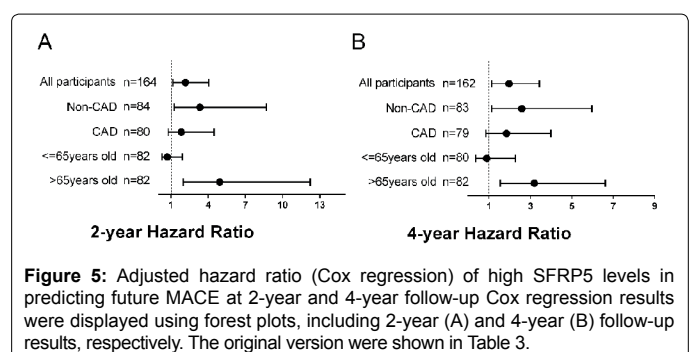 A
All participants n=164
Non-CAD n=84
CAD n=80
<=65years old n=82
>65years old n=82
1 4 7 10 13
2-year Hazard Ratio
B
All participants n=162
Non-CAD n=83
CAD n=79
<=65years old n=80
>65years old n=82
1 3 5 7 9
4-year Hazard Ratio
Figure 5: Adjusted hazard ratio (Cox regression) of high SFRP5 levels in
predicting future MACE at 2-year and 4-year follow-up Cox regression results
were displayed using forest plots, including 2-year (A) and 4-year (B) follow-up
results, respectively. The original version were shown in Table 3.